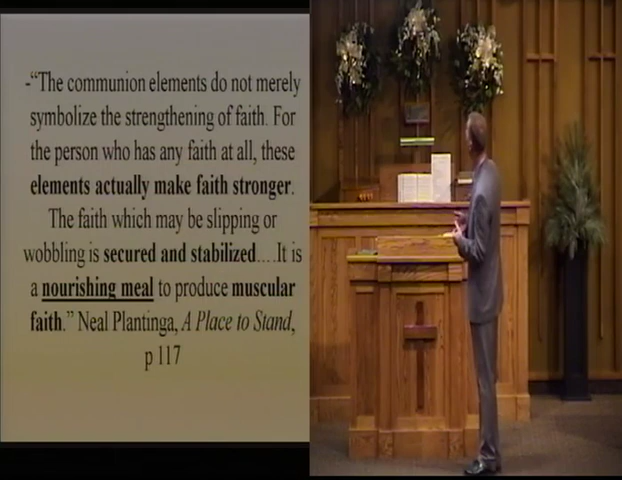 -“The communion elements do not merely
symbolize the strengthening of faith. For
the person who has any faith at all, these
elements actually make faith stronger.
The faith which may be slipping or
wobbling is secured and stabilized….It is
a nourishing meal to produce muscular
faith.” Neal Plantinga, A Place to Stand,
p 117